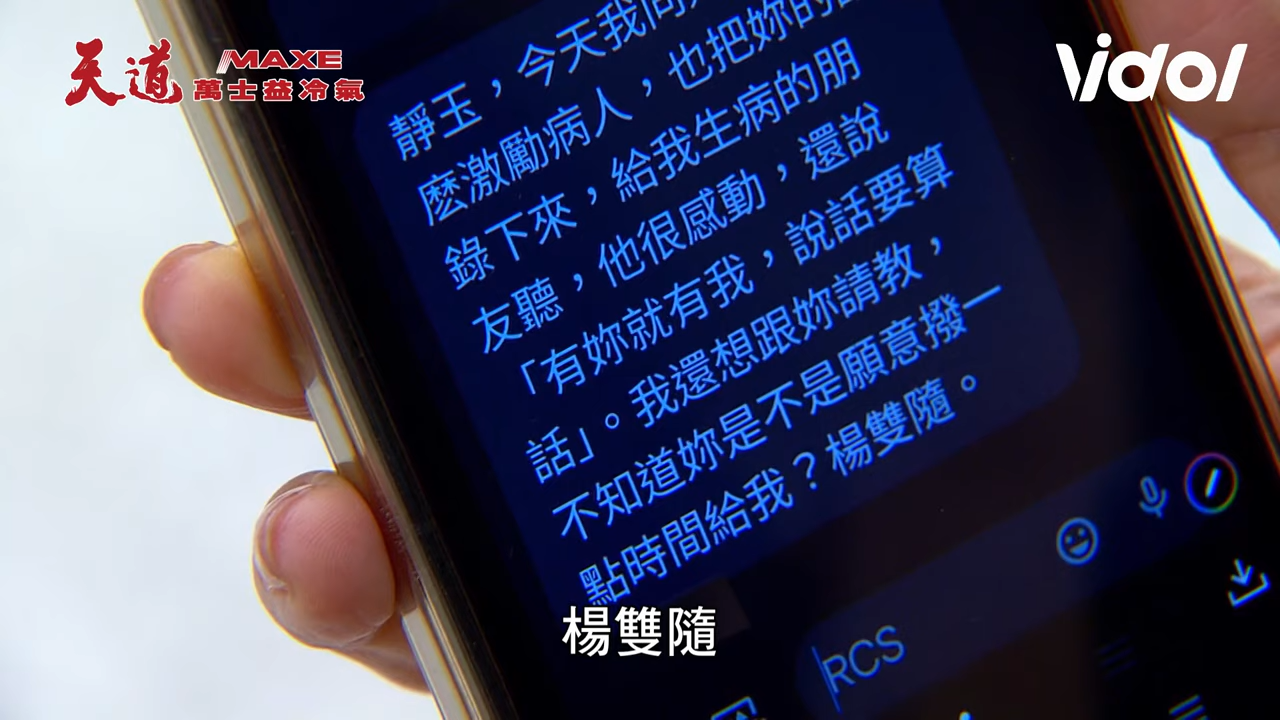 天道
MAXE
萬士益冷氣
Vidol
靜玉，今天我
麽激勵病人，也把妳的
錄下來，給我生病的朋
友聽，他很感動，還說
「有妳就有我，說話要算
話」。我還想跟妳請教，
不知道妳是不是願意撥一
點時間給我？楊雙隨。
RCS
楊雙隨